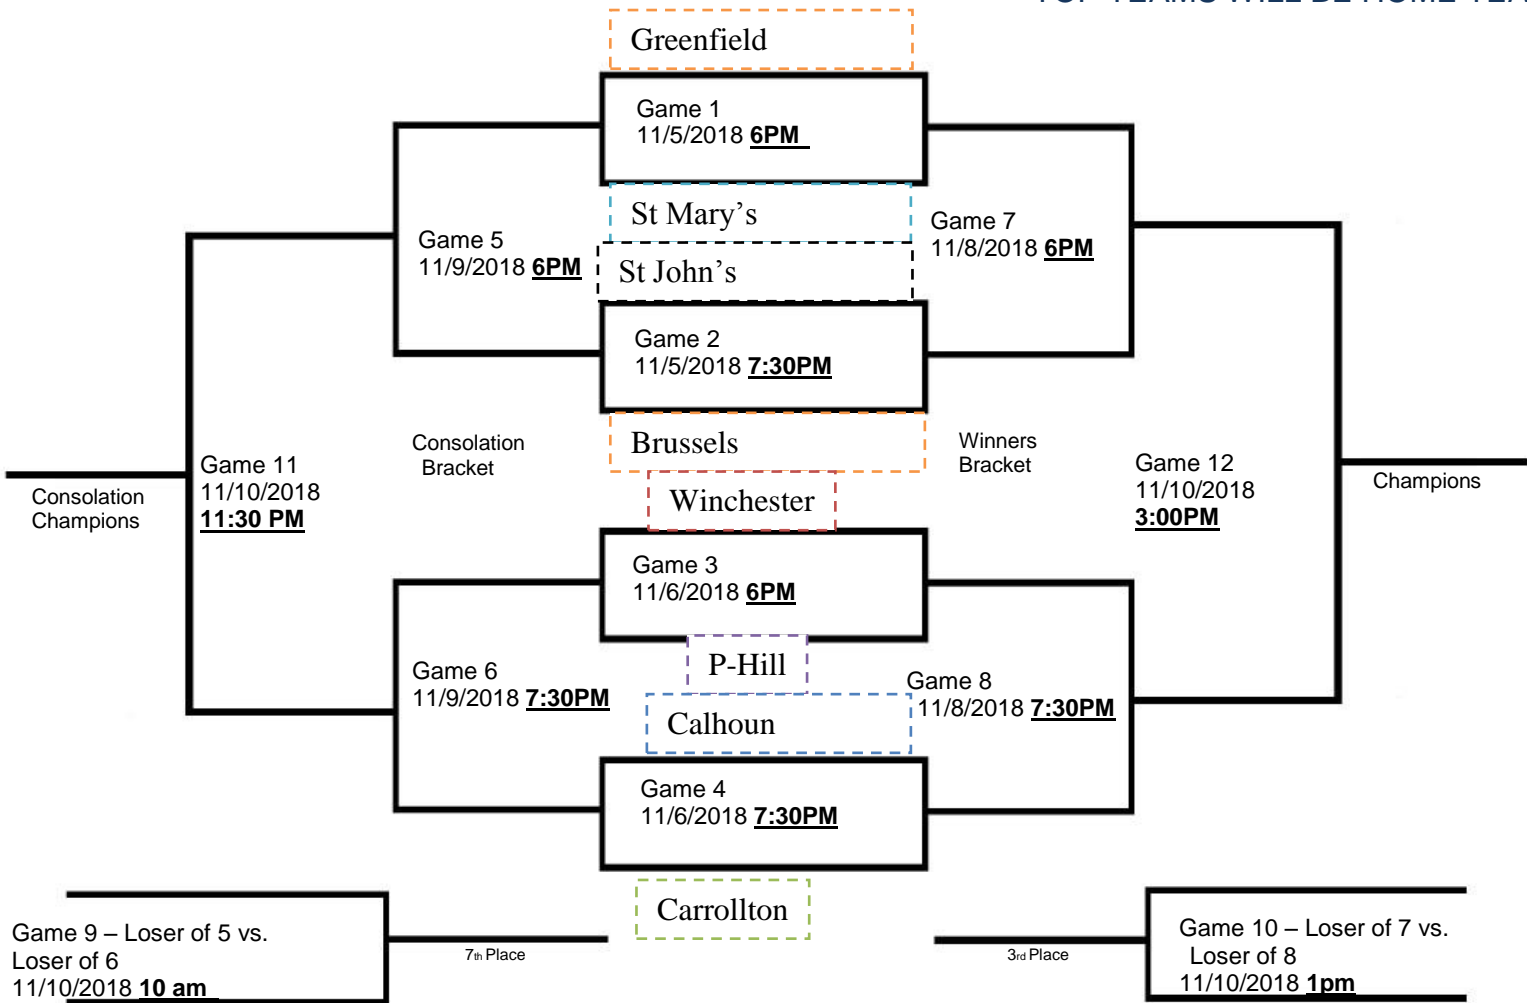 Greenfield
Game 1
11/5/2018 6PM
St Mary’s
Game 7
11/8/2018 6PM
Game 5
11/9/2018 6PM
St John’s
Game 2
11/5/2018 7:30PM
Consolation
Bracket
Brussels
Winners
Bracket
Game 11
11/10/2018
11:30 PM
Game 12
11/10/2018
3:00PM
Consolation
Champions
Champions
Winchester
Game 3
11/6/2018 6PM
P-Hill
Game 6
11/9/2018 7:30PM
Game 8
11/8/2018 7:30PM
Calhoun
Game 4
11/6/2018 7:30PM
Carrollton
Game 9 – Loser of 5 vs.
Loser of 6
11/10/2018 10 am
7th Place
3rd Place
Game 10 – Loser of 7 vs.
Loser of 8
11/10/2018 1pm